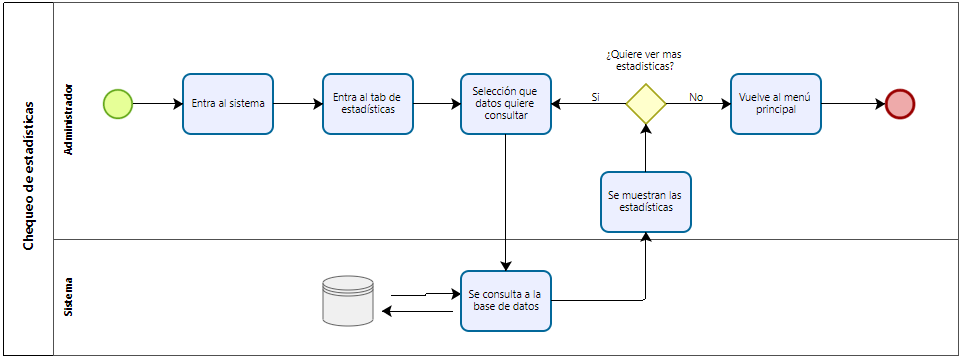 Chequeo de estadísticas
Administrador
Entra al sistema
Entra al tab de
estadísticas
Selección que
datos quiere
consultar
¿Quiere ver mas
estadisticas?
Si
No
Vuelve al menú
principal
Se muestran las
estadísticas
Sistema
Se consulta a la
base de datos